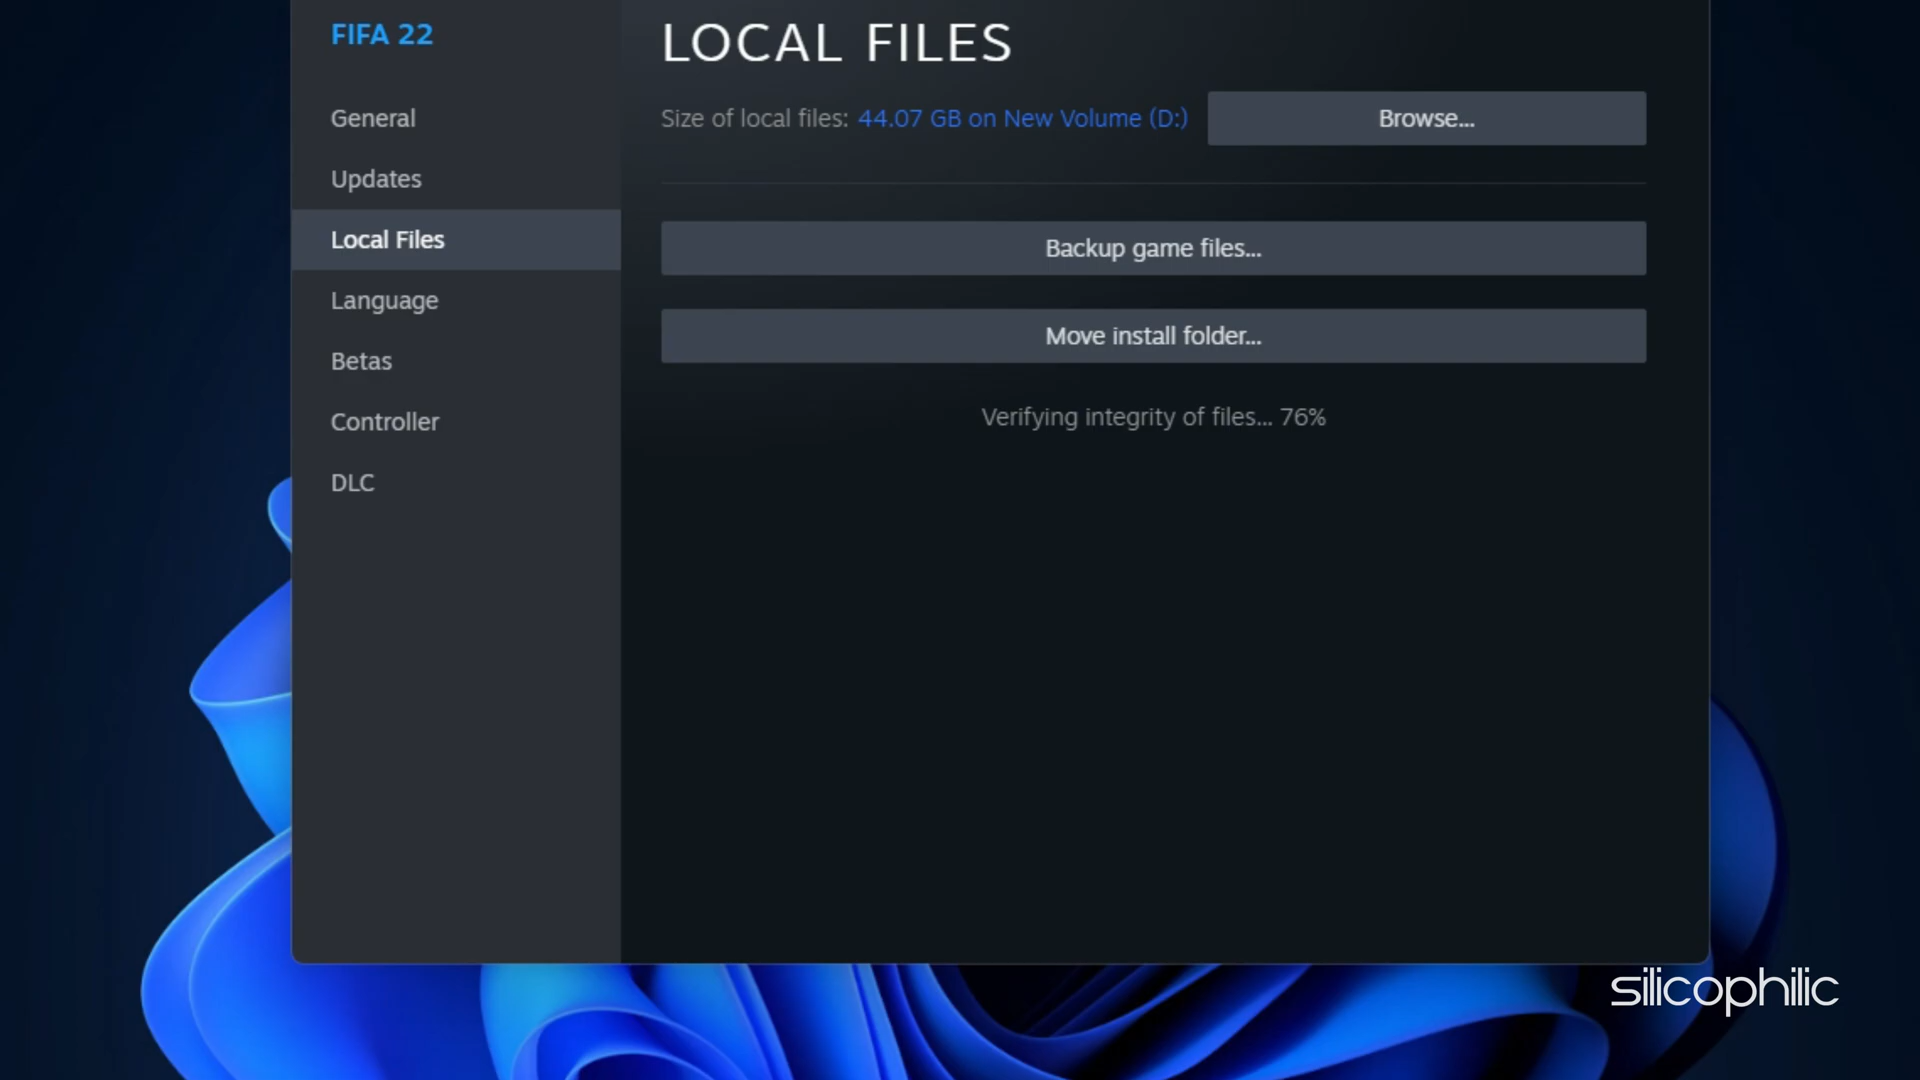 FIFA 22
General
Updates
Local Files
Language
Betas
Controller
DLC
LOCAL FILES
Size of local files: 44.07 GB on New Volume (D:)
Browse...
Backup game files...
Move install folder...
Verifying integrity of files... 76%
silicophilic